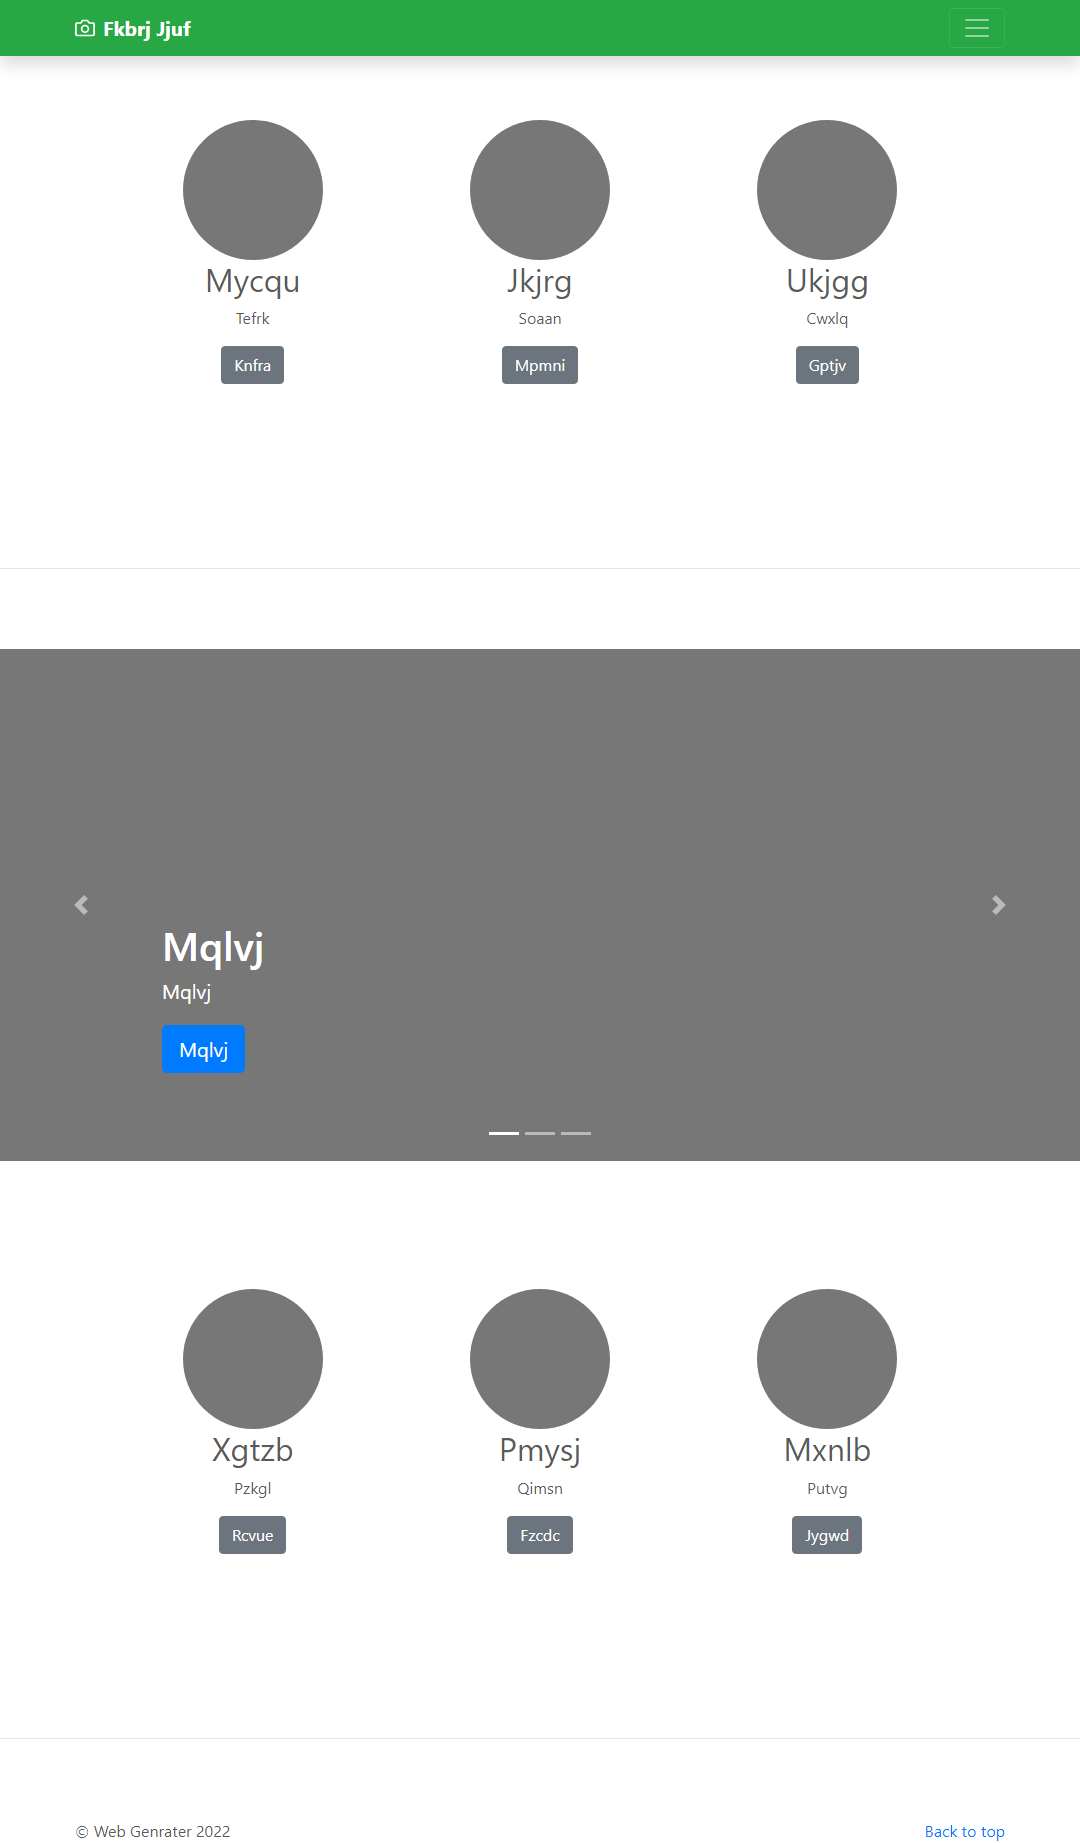 Fkbrj Jjuf
Mycqu
Tefrk
Knfra
Jkjrg
Soaan
Mpmni
Ukjgg
Cwxlq
Gptjv
Mqlvj
Mqlvj
Mqlvj
Xgtzb
Pzkgl
Rcvue
Pmysj
Qimsn
Fzcdc
Mxnlb
Putvg
Jygwd
© Web Genrater 2022
Back to top